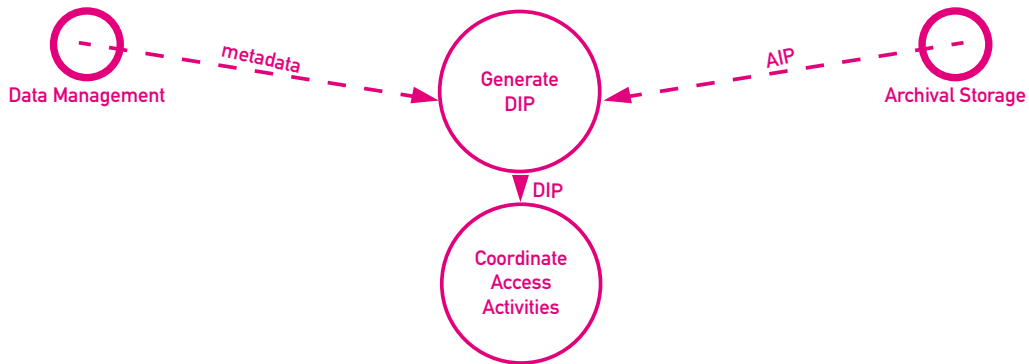 metadata
AIP
Data Management
Generate
DIP
Archival Storage
DIP
Coordinate
Access
Activities